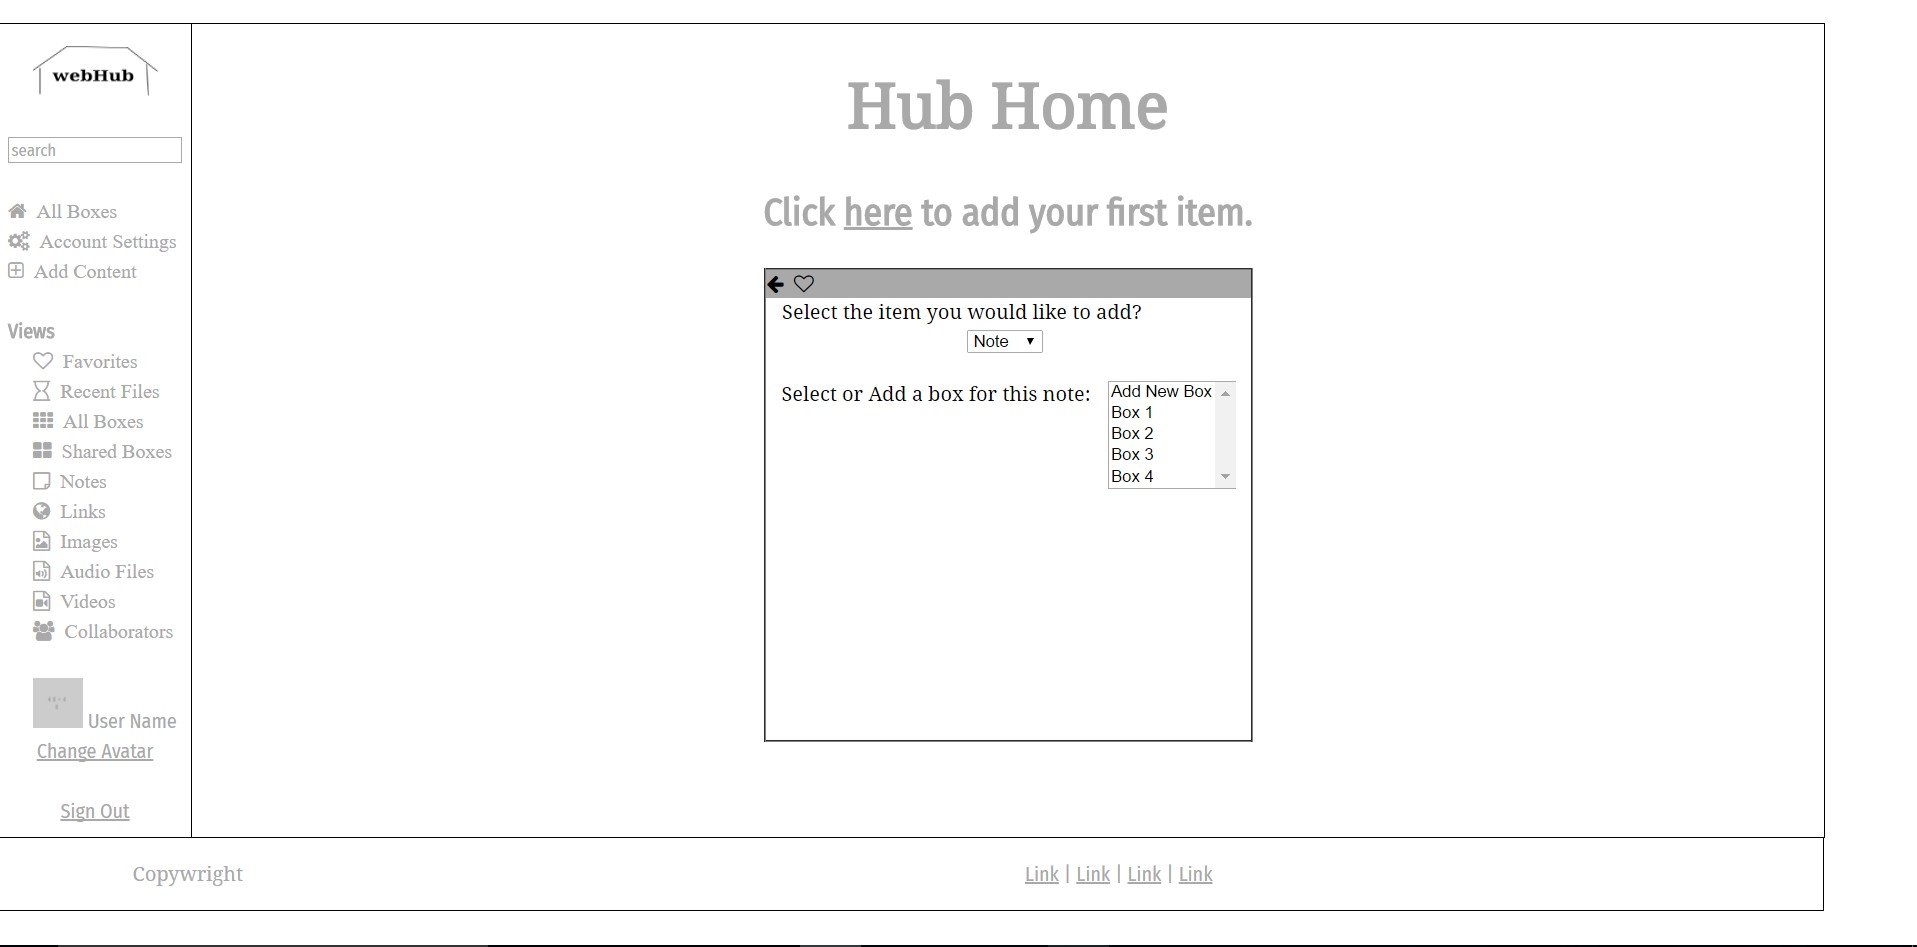 webHub
search
All Boxes
Account Settings
Add Content
Views
Favorites
Recent Files
All Boxes
Shared Boxes
Notes
Links
Images
Audio Files
Videos
Collaborators
User Name
Change Avatar
Sign Out
Hub Home
Click here to add your first item.
Select the item you would like to add?
Note
Select or Add a box for this note:
Add New Box
Box 1
Box 2
Box 3
Box 4
Copywright
Link | Link | Link | Link